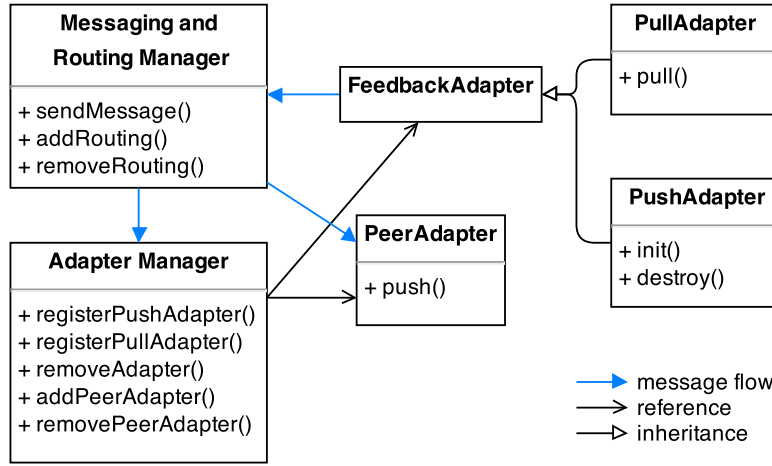 Messaging and
Routing Manager
+ sendMessage()
+ addRouting()
+ removeRouting()
FeedbackAdapter
PullAdapter
+ pull()
PushAdapter
+ init()
+ destroy()
PeerAdapter
+ push()
Adapter Manager
+ registerPushAdapter()
+ registerPullAdapter()
+ removeAdapter()
+ addPeerAdapter()
+ removePeerAdapter()
message flow
reference
inheritance